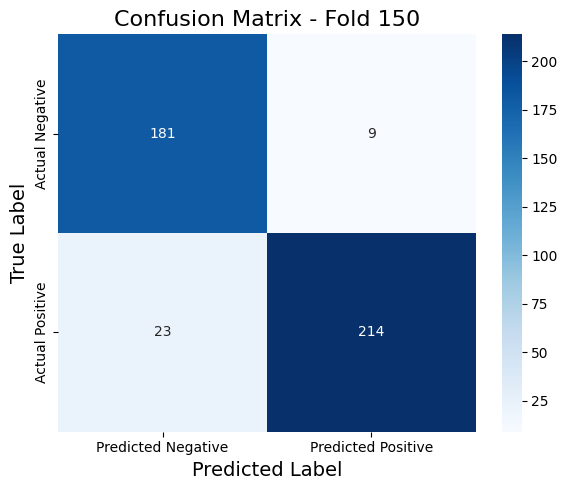 Confusion Matrix - Fold 150
True Label
Actual Negative
Actual Positive
181
9
23
214
Predicted Negative
Predicted Positive
Predicted Label
200
175
150
125
100
75
50
25